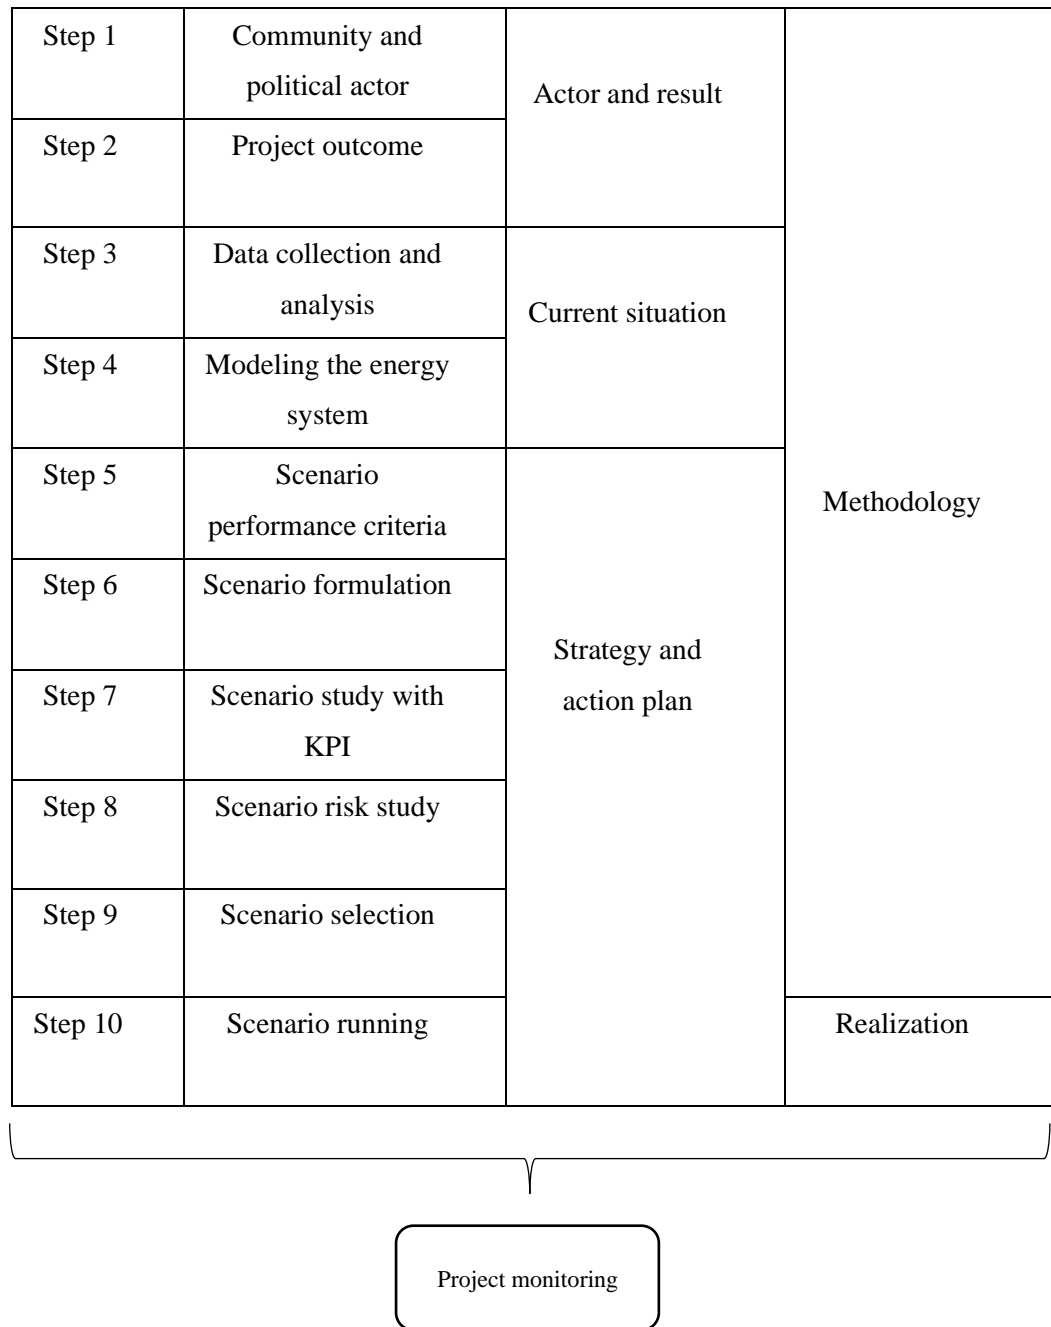 Step 1
Community and
political actor
Actor and result
Step 2
Project outcome
Step 3
Data collection and
analysis
Current situation
Step 4
Modeling the energy
system
Step 5
Scenario
performance criteria
Methodology
Step 6
Scenario formulation
Strategy and
action plan
Step 7
Scenario study with
KPI
Step 8
Scenario risk study
Step 9
Scenario selection
Step 10
Scenario running
Realization
Project monitoring